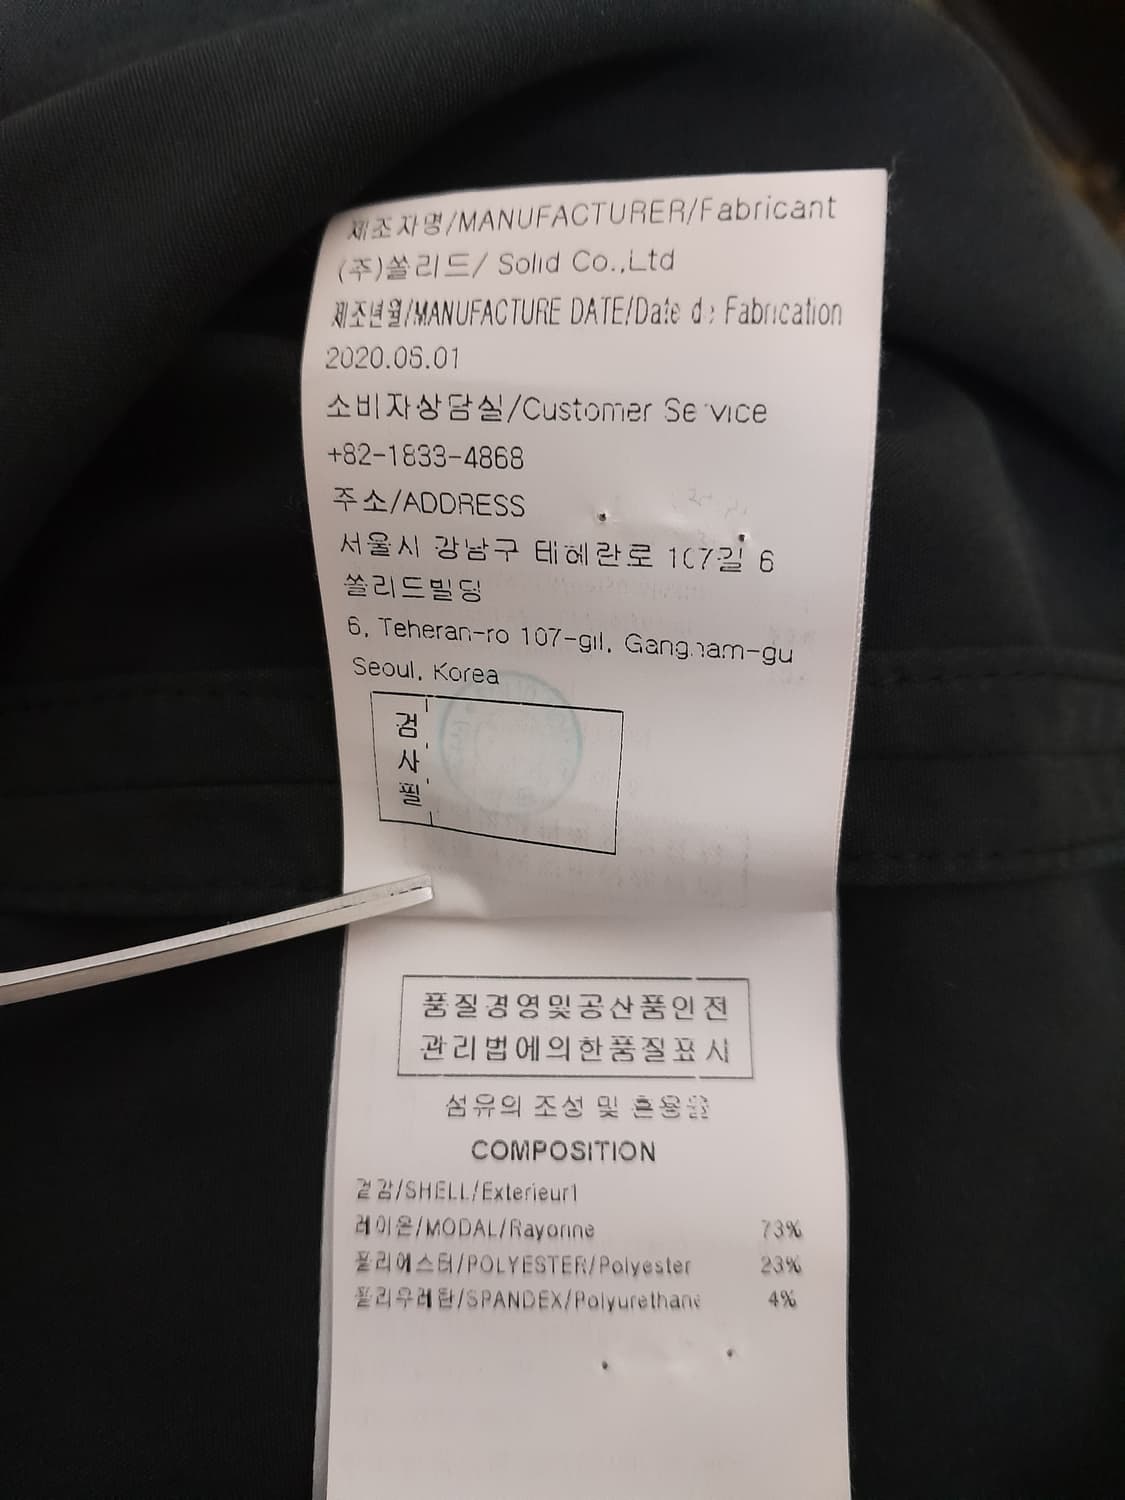 제조자명/MANUFACTURER/Fabricant
(주)쏠리드/ Solid Co.,Ltd
제조년월/MANUFACTURE DATE/Date de Fabrication
2020.06.01
소비자상담실/Customer Service
+82-1833-4868
주소/ADDRESS
서울시 강남구 테헤란로 107길 6
쏠리드빌딩
6, Teheran-ro 107-gil, Gangnam-gu
Seoul, Korea
검
사
필
품질경영및공산품안전
관리법에의한품질표시
섬유의 조성 및 혼용율
COMPOSITION
겉감/SHELL/Exterieur1
레이온/MODAL/Rayonne 73%
폴리에스터/POLYESTER/Polyester 23%
폴리우레탄/SPANDEX/Polyurethane 4%